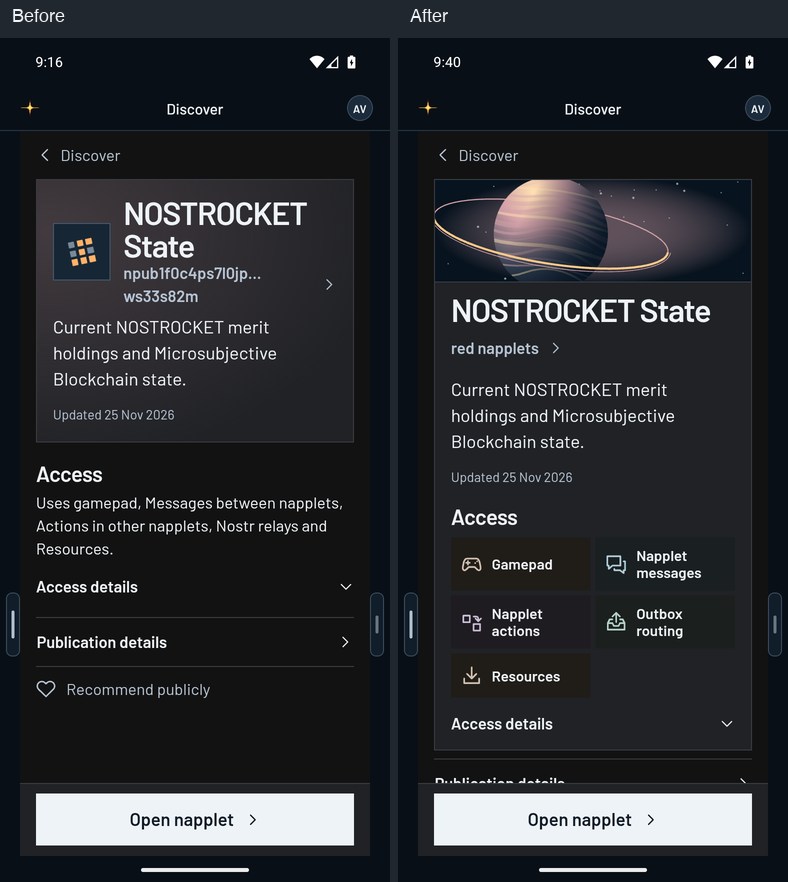 Before
9:16
Discover
AV
Discover
NOSTROCKET
State
npub1f0c4ps7l0jp...
ws33s82m
Current NOSTROCKET merit
holdings and Microsubjective
Blockchain state.
Updated 25 Nov 2026
Access
Uses gamepad, Messages between napplets,
Actions in other napplets, Nostr relays and
Resources.
Access details
Publication details
Recommend publicly
Open napplet
After
9:40
Discover
AV
Discover
NOSTROCKET State
red napplets
Current NOSTROCKET merit
holdings and Microsubjective
Blockchain state.
Updated 25 Nov 2026
Access
Gamepad
Napplet
messages
Napplet
actions
Outbox
routing
Resources
Access details
Publication details
Open napplet